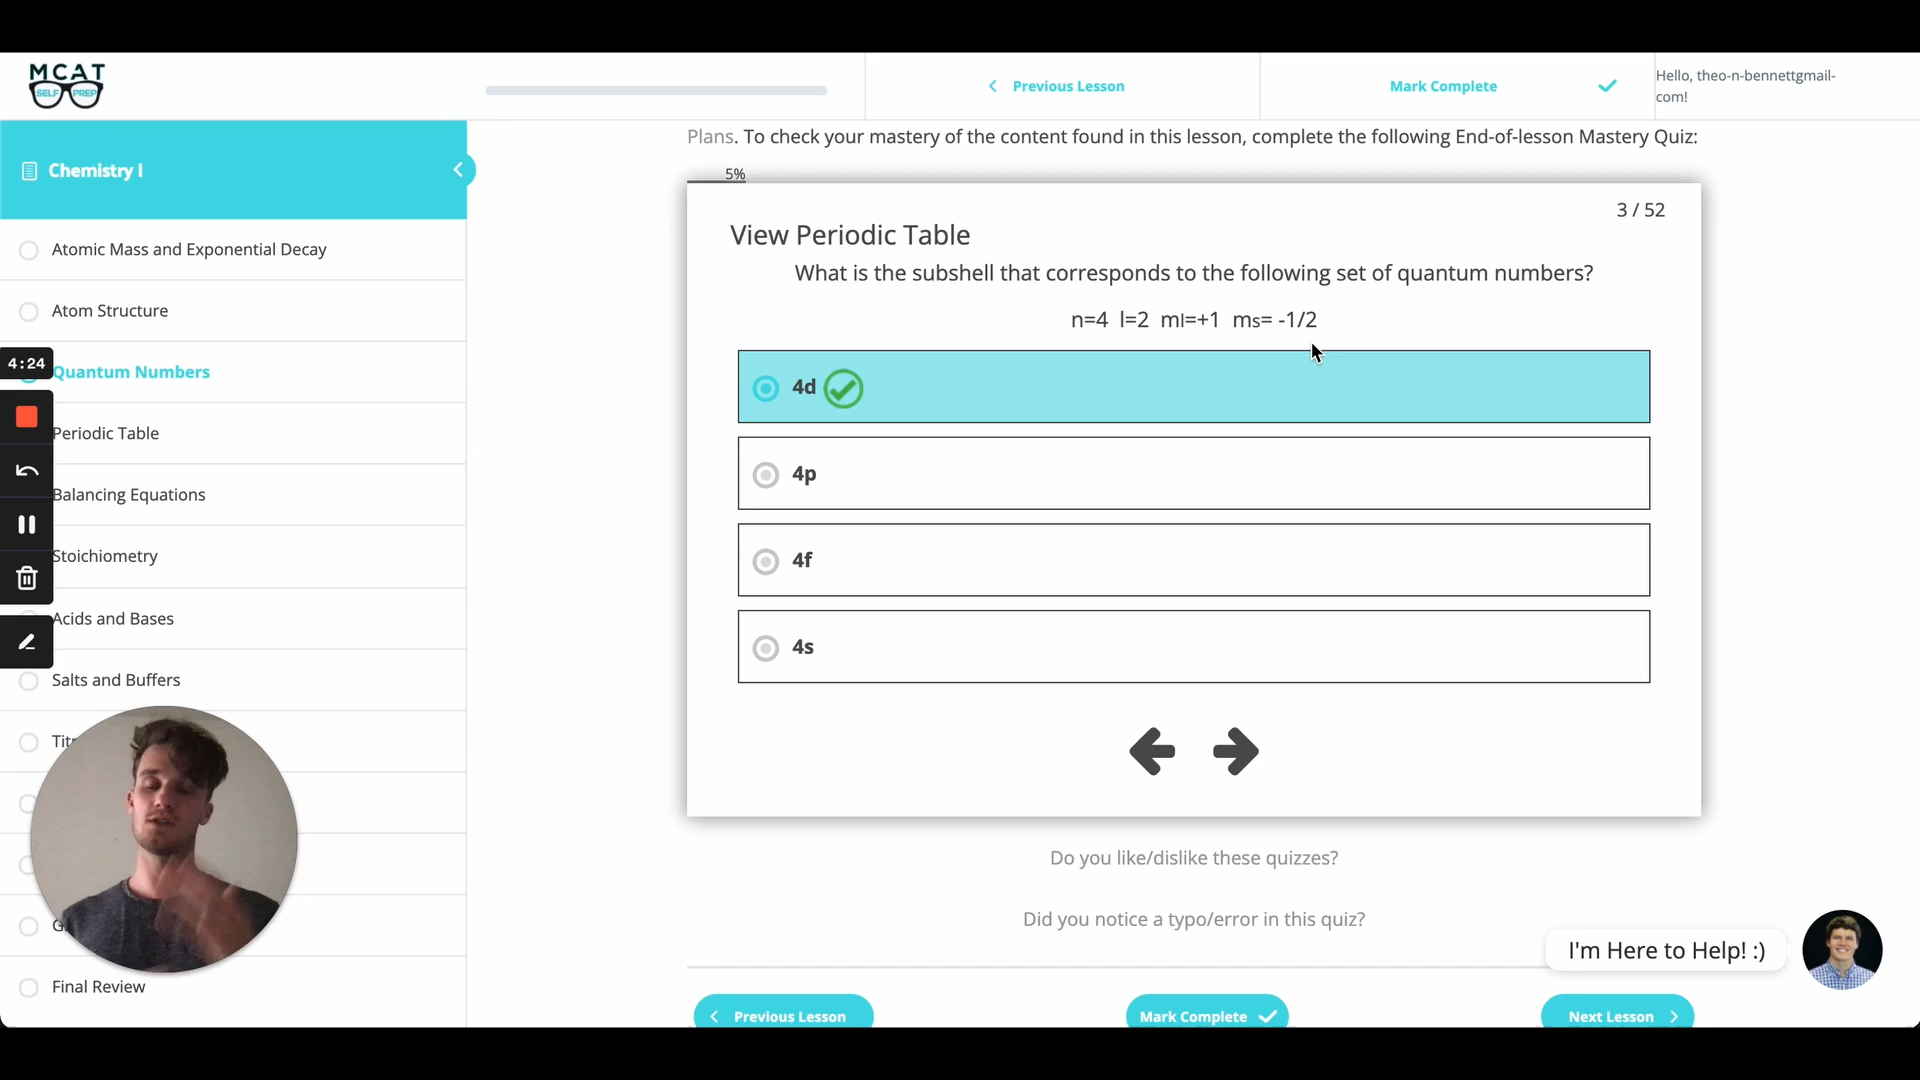 MCAT
SELF PREP
Previous Lesson
Mark Complete
Hello, theo-n-bennettgmail-
com!
Chemistry I
Atomic Mass and Exponential Decay
Atom Structure
4:24
Quantum Numbers
Periodic Table
Balancing Equations
Stoichiometry
Acids and Bases
Salts and Buffers
Final Review
Plans. To check your mastery of the content found in this lesson, complete the following End-of-lesson Mastery Quiz:
5%
3 / 52
View Periodic Table
What is the subshell that corresponds to the following set of quantum numbers?
n=4 l=2 ml=+1 ms= -1/2
4d
4p
4f
4s
Do you like/dislike these quizzes?
Did you notice a typo/error in this quiz?
I'm Here to Help! :)
Previous Lesson
Mark Complete
Next Lesson